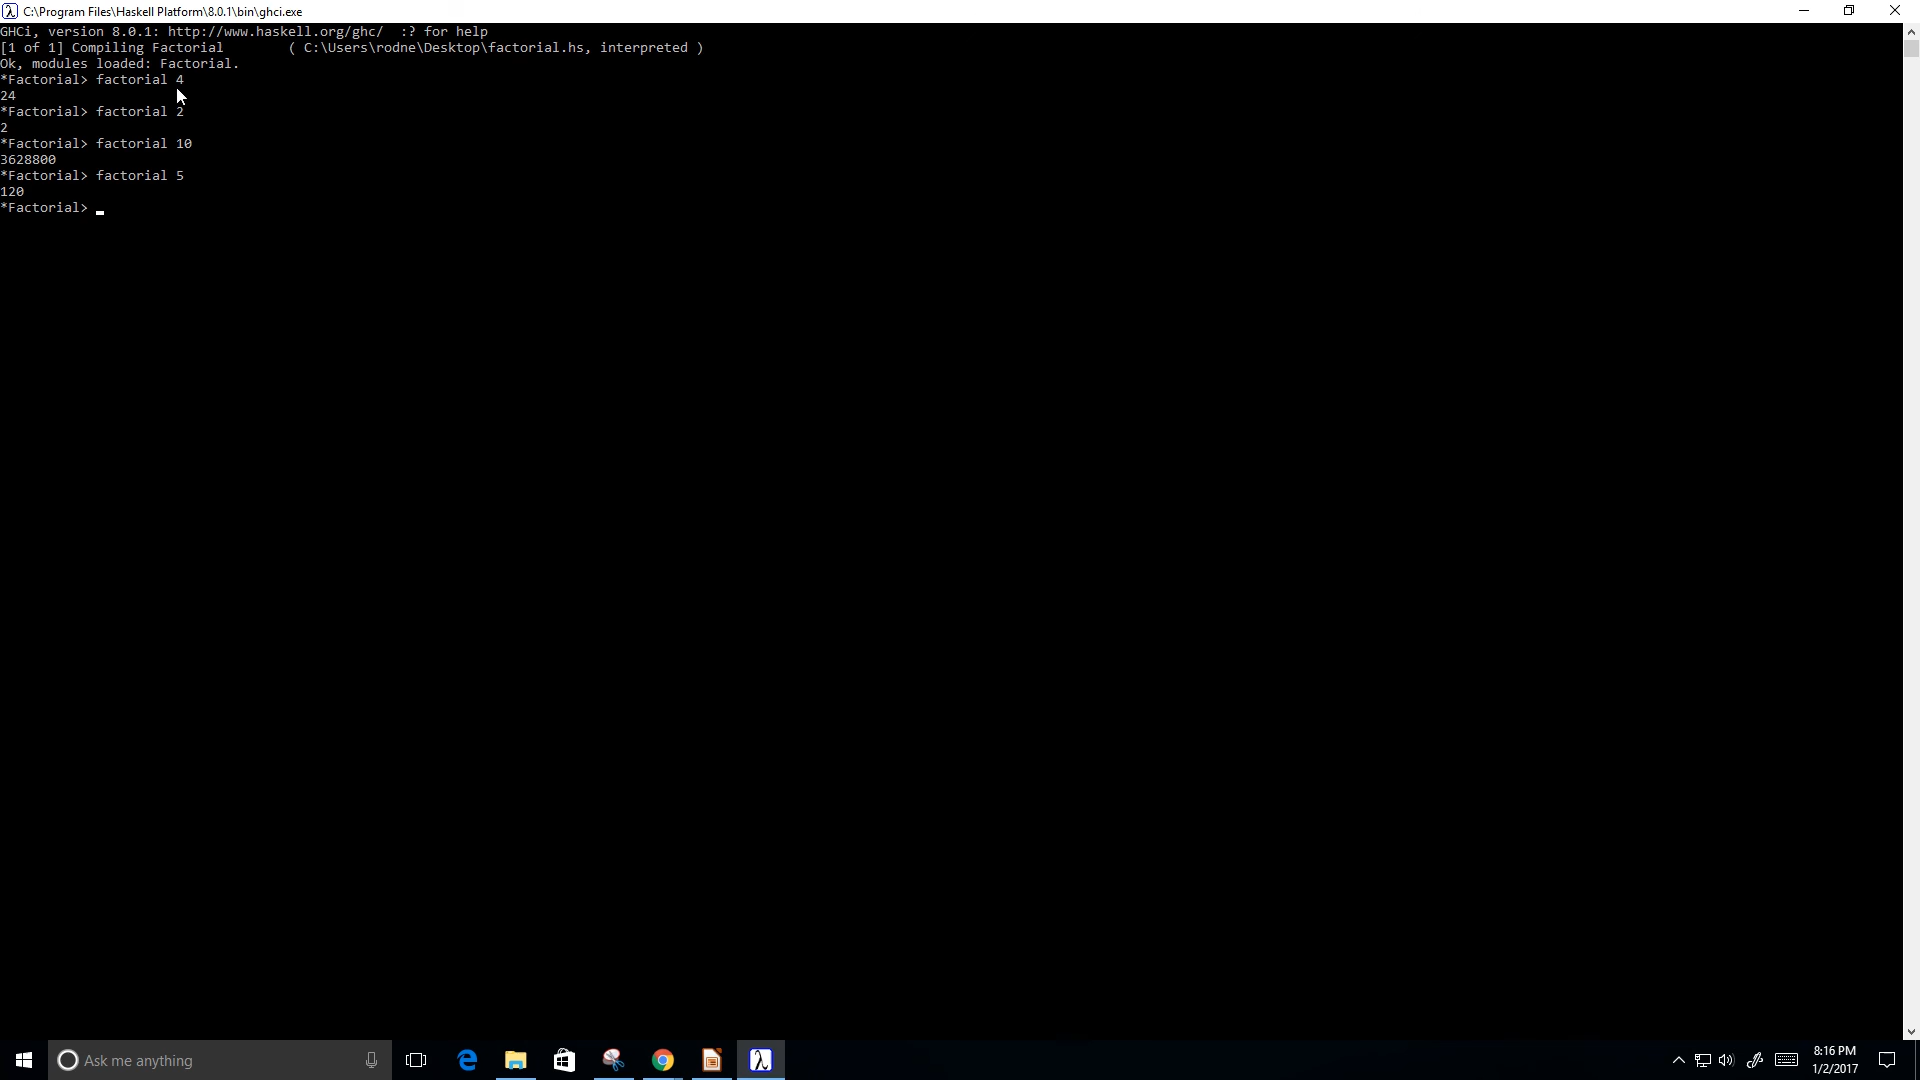 C:\Program Files\Haskell Platform\8.0.1\bin\ghci.exe
GHCi, version 8.0.1: http://www.haskell.org/ghc/  :? for help
[1 of 1] Compiling Factorial        ( C:\Users\rodne\Desktop\factorial.hs, interpreted )
Ok, modules loaded: Factorial.
*Factorial> factorial 4
24
*Factorial> factorial 2
2
*Factorial> factorial 10
3628800
*Factorial> factorial 5
120
*Factorial>
Ask me anything
8:16 PM
1/2/2017